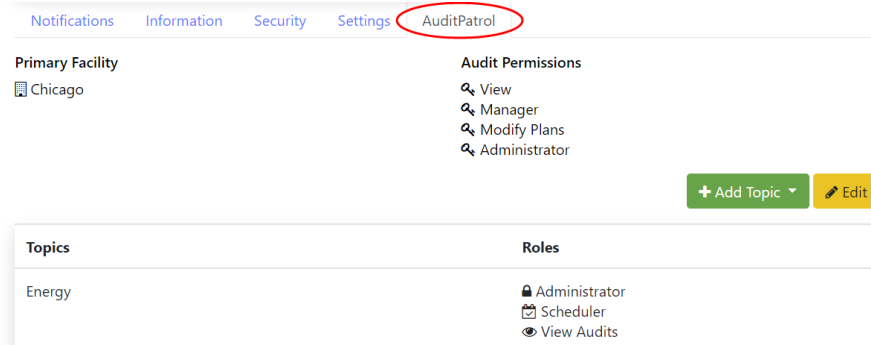 Notifications Information Security Settings AuditPatrol
Primary Facility
Chicago
Audit Permissions
View
Manager
Modify Plans
Administrator
Add Topic
Edit
Topics Roles
Energy Administrator
Scheduler
View Audits